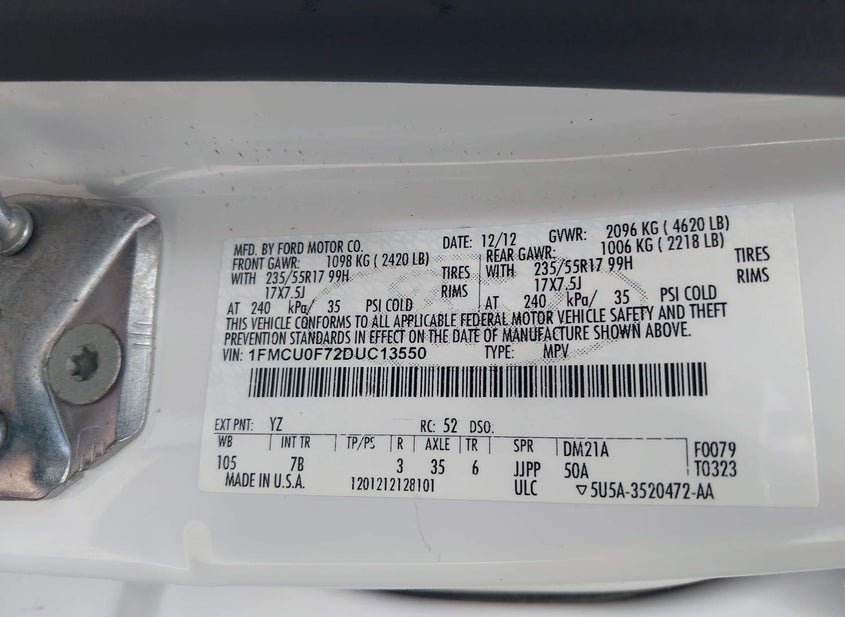 MFD. BY FORD MOTOR CO. DATE: 12/12 GVWR: 2096 KG ( 4620 LB)
FRONT GAWR: 1098 KG ( 2420 LB) REAR GAWR: 1006 KG ( 2218 LB)
WITH 235/55R17 99H TIRES WITH 235/55R17 99H TIRES
17X7.5J RIMS 17X7.5J RIMS
AT 240 kPa/ 35 PSI COLD AT 240 kPa/ 35 PSI COLD
THIS VEHICLE CONFORMS TO ALL APPLICABLE FEDERAL MOTOR VEHICLE SAFETY AND THEFT
PREVENTION STANDARDS IN EFFECT ON THE DATE OF MANUFACTURE SHOWN ABOVE.
VIN: 1FMCU0F72DUC13550 TYPE: MPV
EXT PNT: YZ RC: 52 DSO:
WB INT TR TP/PS R AXLE TR SPR DM21A F0079
105 7B 3 35 6 JJPP 50A T0323
MADE IN U.S.A. 1201212128101 ULC ▽5U5A-3520472-AA